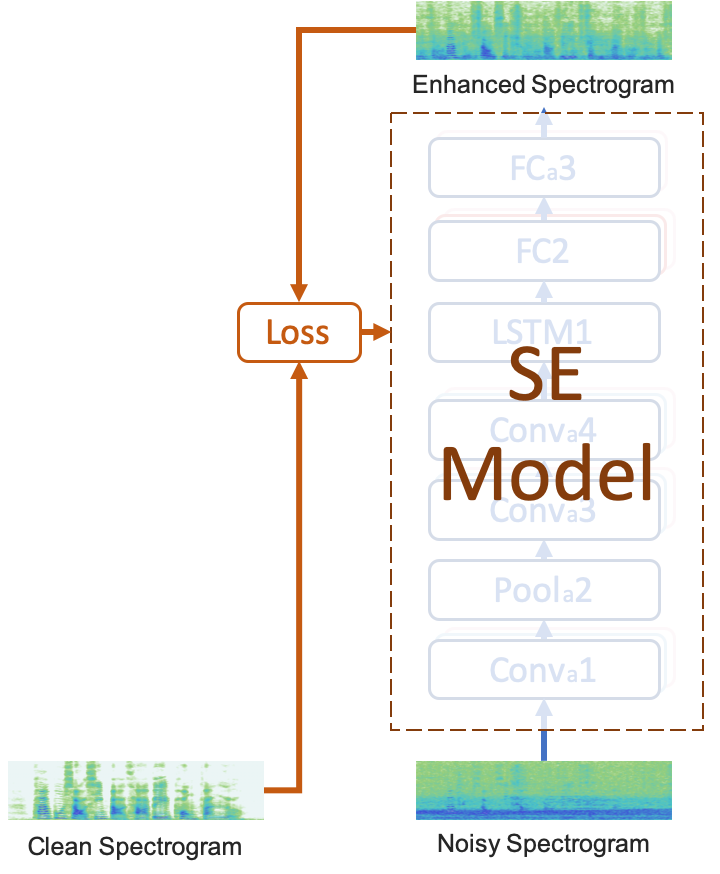 Enhanced Spectrogram
FCa3
FC2
Loss
LSTM1
SE
Conva4
Model
Conva3
Poola2
Conva1
Clean Spectrogram
Noisy Spectrogram